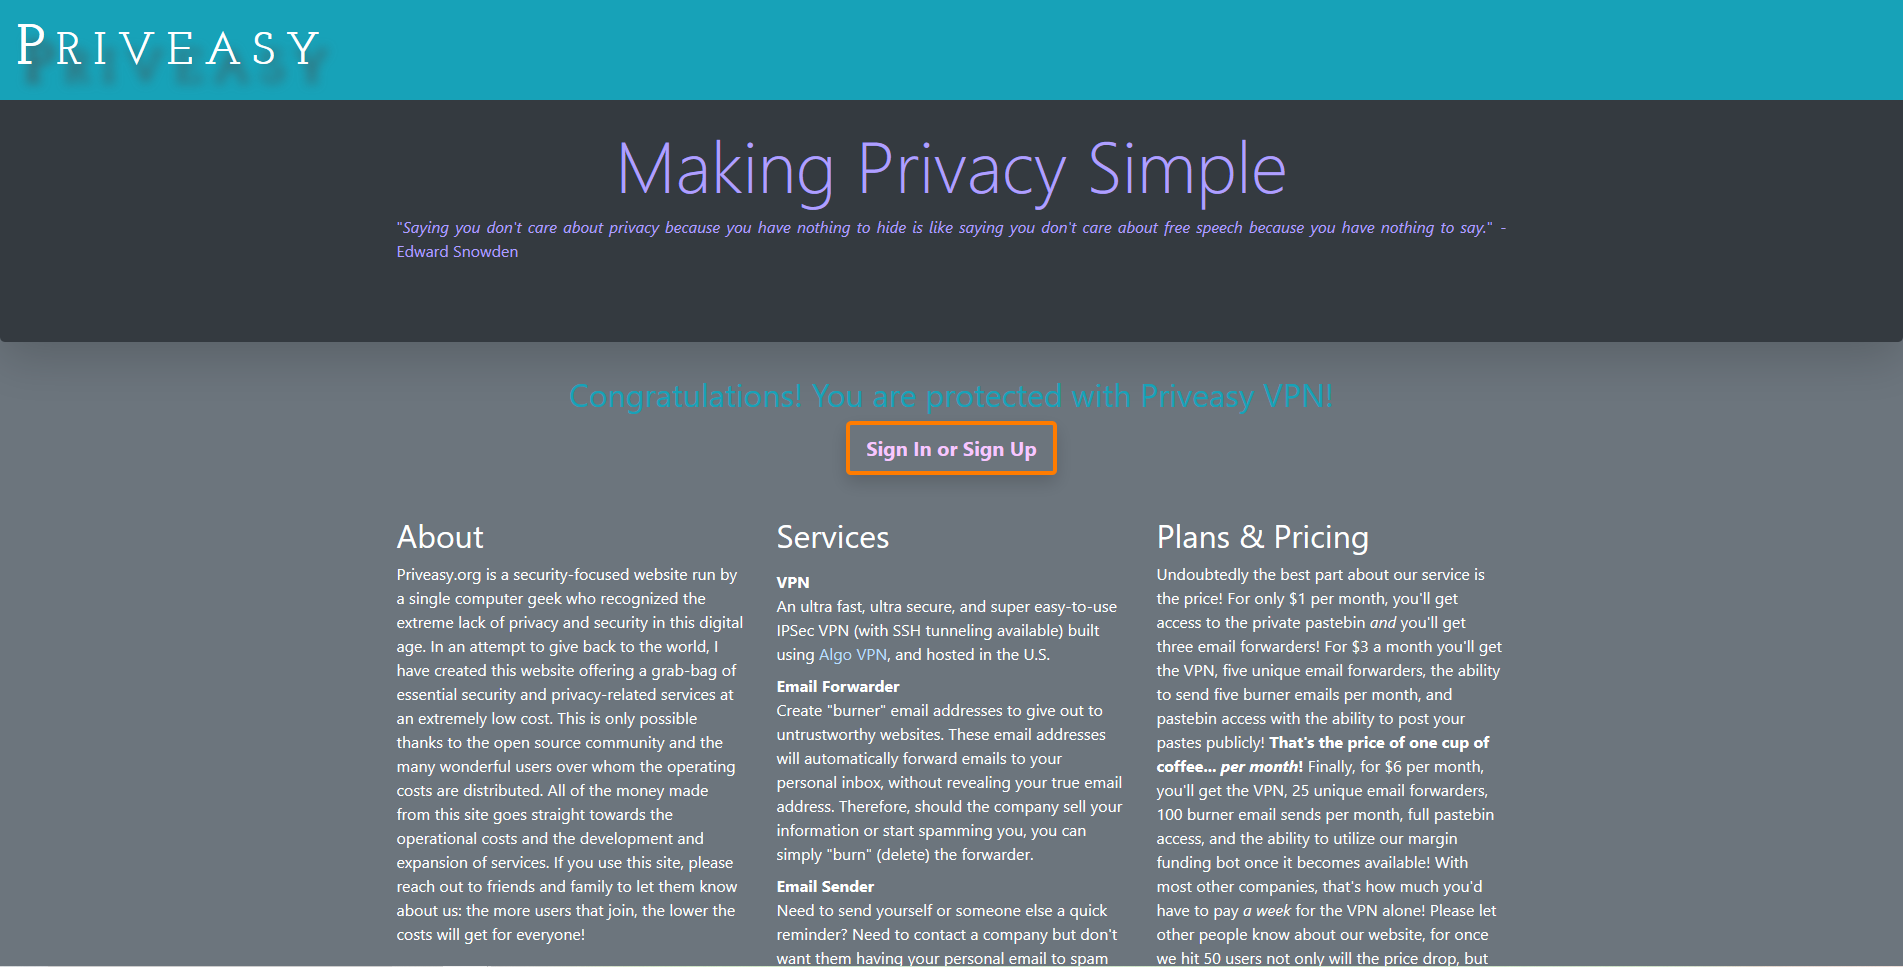 PRIVEASY
Making Privacy Simple
"Saying you don't care about privacy because you have nothing to hide is like saying you don't care about free speech because you have nothing to say." -
Edward Snowden
Congratulations! You are protected with Priveasy VPN!
Sign In or Sign Up
About
Priveasy.org is a security-focused website run by
a single computer geek who recognized the
extreme lack of privacy and security in this digital
age. In an attempt to give back to the world, I
have created this website offering a grab-bag of
essential security and privacy-related services at
an extremely low cost. This is only possible
thanks to the open source community and the
many wonderful users over whom the operating
costs are distributed. All of the money made
from this site goes straight towards the
operational costs and the development and
expansion of services. If you use this site, please
reach out to friends and family to let them know
about us: the more users that join, the lower the
costs will get for everyone!
Services
VPN
An ultra fast, ultra secure, and super easy-to-use
IPSec VPN (with SSH tunneling available) built
using Algo VPN, and hosted in the U.S.
Email Forwarder
Create "burner" email addresses to give out to
untrustworthy websites. These email addresses
will automatically forward emails to your
personal inbox, without revealing your true email
address. Therefore, should the company sell your
information or start spamming you, you can
simply "burn" (delete) the forwarder.
Email Sender
Need to send yourself or someone else a quick
reminder? Need to contact a company but don't
want them having your personal email to spam
Plans & Pricing
Undoubtedly the best part about our service is
the price! For only $1 per month, you'll get
access to the private pastebin and you'll get
three email forwarders! For $3 a month you'll get
the VPN, five unique email forwarders, the ability
to send five burner emails per month, and
pastebin access with the ability to post your
pastes publicly! That's the price of one cup of
coffee... per month! Finally, for $6 per month,
you'll get the VPN, 25 unique email forwarders,
100 burner email sends per month, full pastebin
access, and the ability to utilize our margin
funding bot once it becomes available! With
most other companies, that's how much you'd
have to pay a week for the VPN alone! Please let
other people know about our website, for once
we hit 50 users not only will the price drop, but